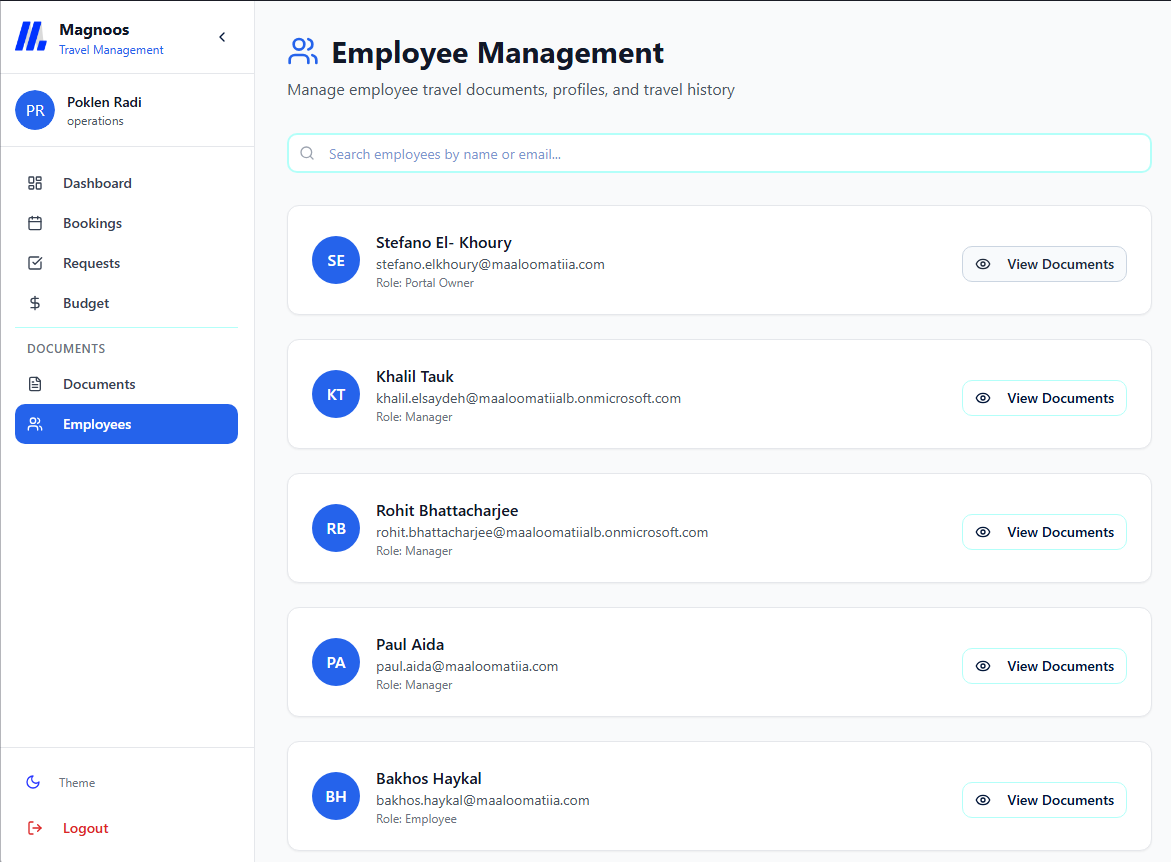 Magnoos
Travel Management
PR
Poklen Radi
operations
Dashboard
Bookings
Requests
Budget
DOCUMENTS
Documents
Employees
Theme
Logout
Employee Management
Manage employee travel documents, profiles, and travel history
Search employees by name or email...
SE
Stefano El- Khoury
stefano.elkhoury@maaloomatiia.com
Role: Portal Owner
View Documents
KT
Khalil Tauk
khalil.elsaydeh@maaloomatiialb.onmicrosoft.com
Role: Manager
View Documents
RB
Rohit Bhattacharjee
rohit.bhattacharjee@maaloomatiialb.onmicrosoft.com
Role: Manager
View Documents
PA
Paul Aida
paul.aida@maaloomatiia.com
Role: Manager
View Documents
BH
Bakhos Haykal
bakhos.haykal@maaloomatiia.com
Role: Employee
View Documents